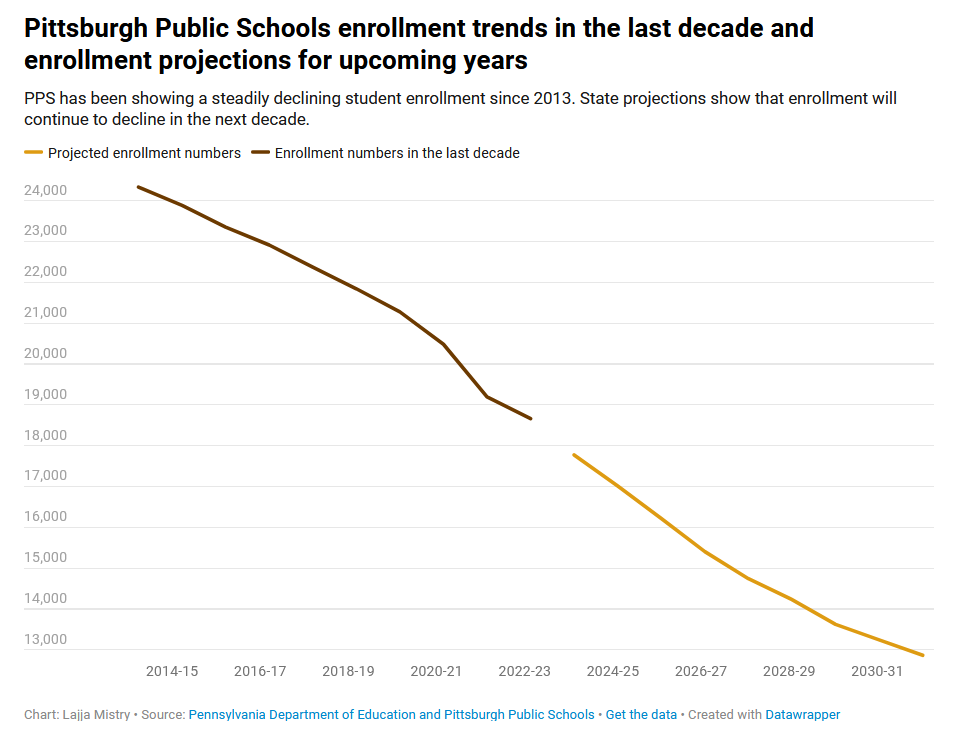 Pittsburgh Public Schools enrollment trends in the last decade and
enrollment projections for upcoming years
PPS has been showing a steadily declining student enrollment since 2013. State projections show that enrollment will
continue to decline in the next decade.
Projected enrollment numbers Enrollment numbers in the last decade
24,000
23,000
22,000
21,000
20,000
19,000
18,000
17,000
16,000
15,000
14,000
13,000
2014-15 2016-17 2018-19 2020-21 2022-23 2024-25 2026-27 2028-29 2030-31
Chart: Lajja Mistry • Source: Pennsylvania Department of Education and Pittsburgh Public Schools • Get the data • Created with Datawrapper